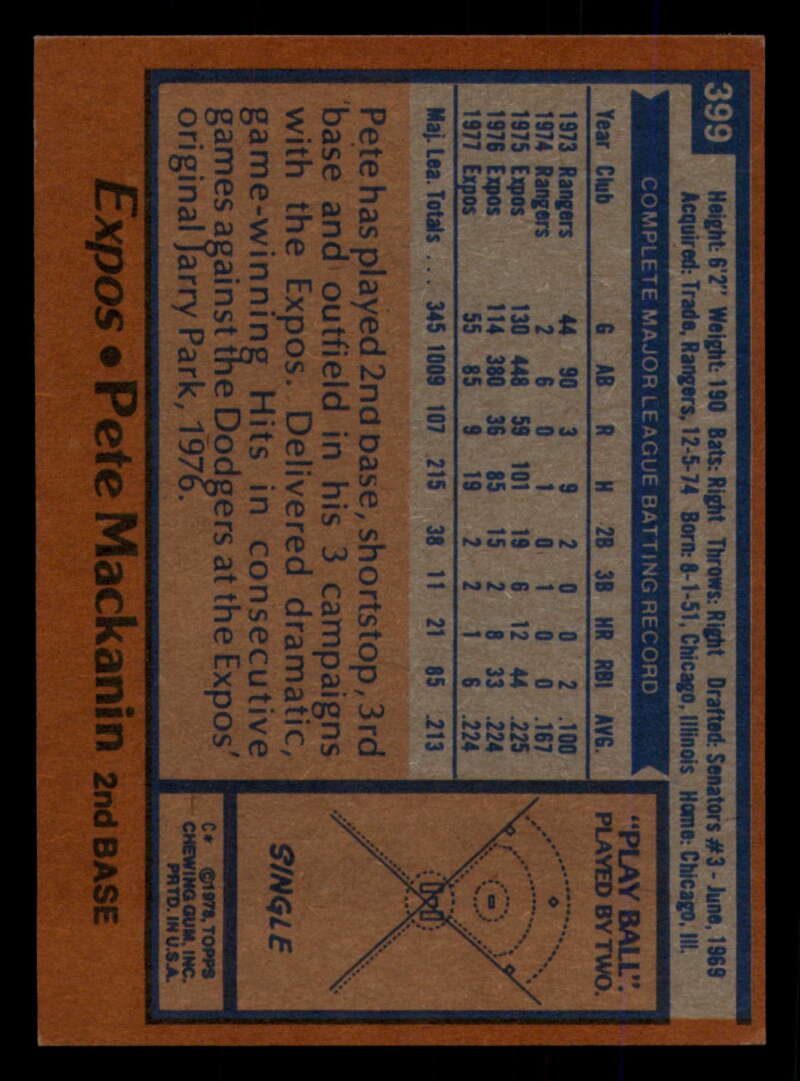 399
Height: 6'2" Weight: 190 Bats: Right Throws: Right Drafted: Senators #3 - June, 1969
Acquired: Trade, Rangers, 12-5-74 Born: 8-1-51, Chicago, Illinois Home: Chicago, Ill.
COMPLETE MAJOR LEAGUE BATTING RECORD
Year Club G AB R H 2B 3B HR RBI AVG.
1973 Rangers 44 90 3 9 2 0 0 2 .100
1974 Rangers 2 6 0 1 0 1 0 0 .167
1975 Expos 130 448 59 101 19 6 12 44 .225
1976 Expos 114 380 36 85 15 2 8 33 .224
1977 Expos 55 85 9 19 2 2 1 6 .224
Maj. Lea. Totals . . . 345 1009 107 215 38 11 21 85 .213
Pete has played 2nd base, shortstop, 3rd
base and outfield in his 3 campaigns
with the Expos. Delivered dramatic,
game-winning Hits in consecutive
games against the Dodgers at the Expos'
original Jarry Park, 1976.
"PLAY BALL".
PLAYED BY TWO.
SINGLE
C* ©1978, TOPPS
CHEWING GUM, INC.
PRTD. IN U.S.A.
Expos • Pete Mackanin 2nd BASE